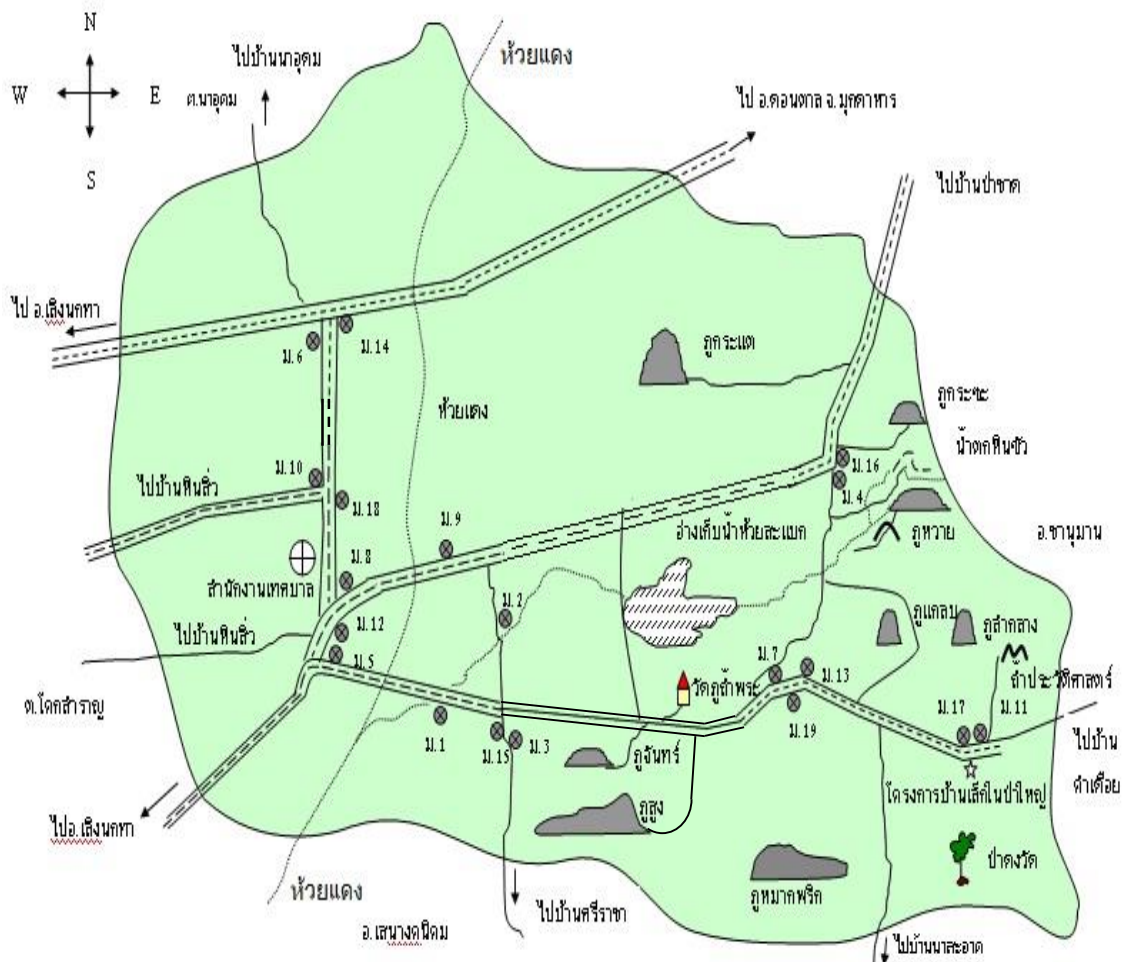 N
W
E
S
ไปบ้านนาอุดม
ต.นาอุดม
ห้วยแดง
ไป อ.ดอนตาล จ.มุกดาหาร
ไปบ้านป่าชาด
ไป อ.เลิงนกทา
ม.6
ม.14
ภูกระแต
ภูกระซะ
ห้วยแดง
น้ำตกหินชัว
ม.10
ม.16
ไปบ้านหินสิ่ว
ม.4
ม.18
ม.9
อ่างเก็บน้ำห้วยละแบก
ภูหวาย
อ.ชานุมาน
ม.8
สำนักงานเทศบาล
ม.2
ภูแกลบ
ภูลำกลาง
ม.12
ไปบ้านหินสิ่ว
ม.5
ม.7
ม.13
ถ้ำประวัติศาสตร์
วัดภูถ้ำพระ
ต.โคกสำราญ
ม.17
ม.11
ม.19
ม.1
ม.15
ม.3
ภูจันทร์
ไปบ้าน
คำเดือย
โครงการบ้านเล็กในป่าใหญ่
ภูสูง
ไปอ.เลิงนกทา
ป่าดงวัด
ห้วยแดง
ภูหมากพริก
ไปบ้านศรีราชา
อ.เสนางคนิคม
ไปบ้านนาสะอาด